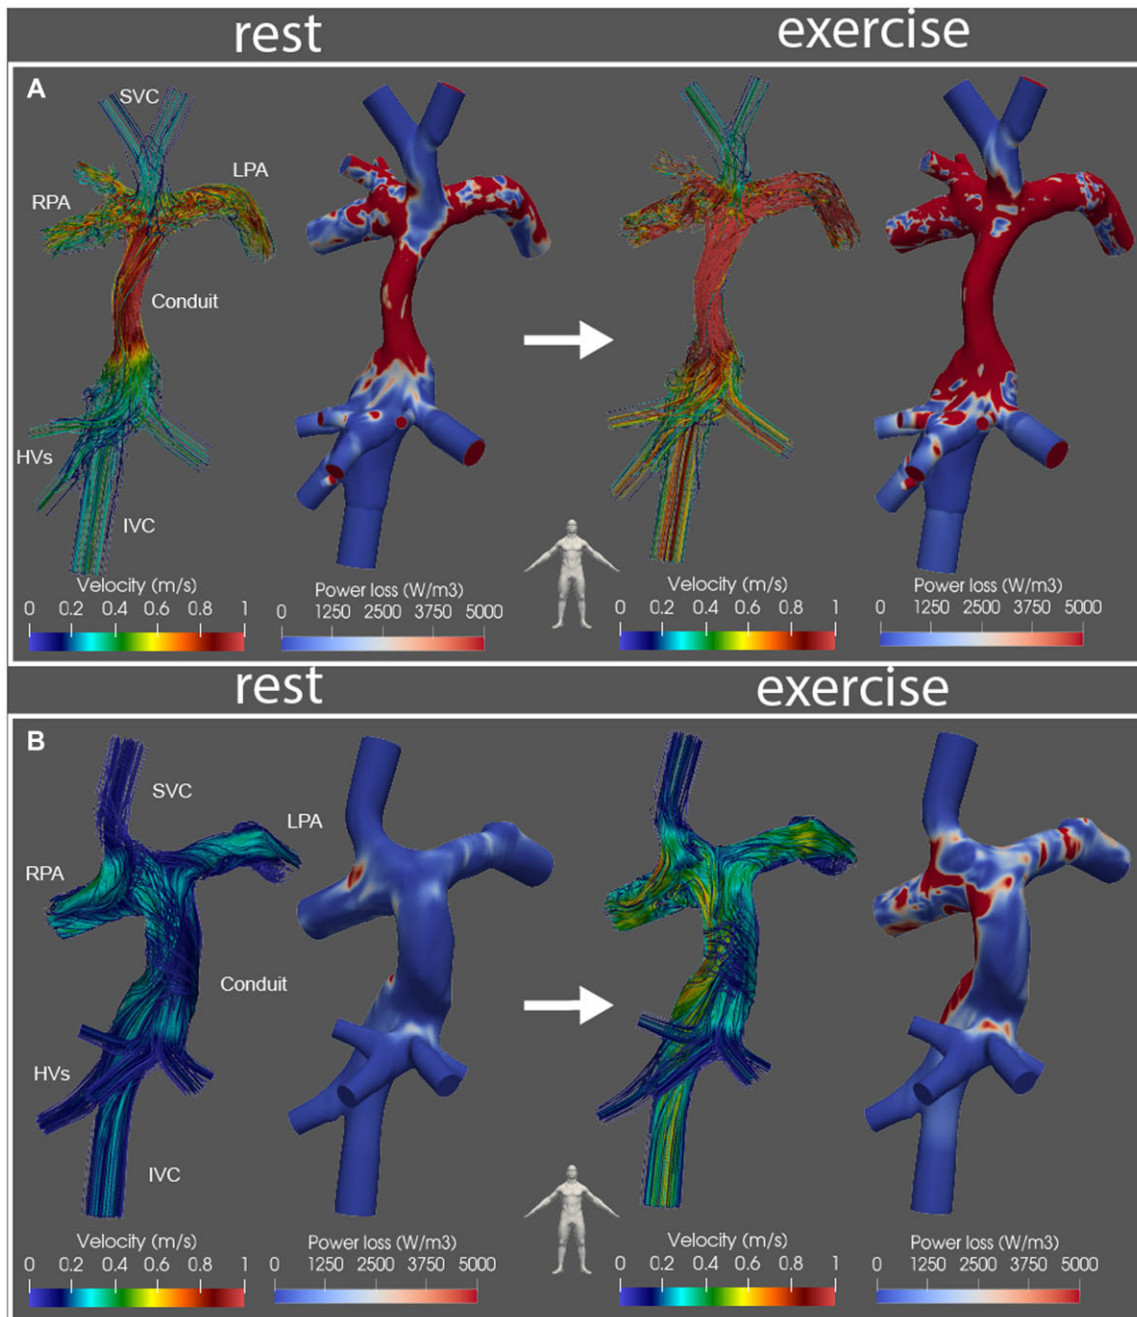 rest exercise
A
SVC
LPA
RPA
Conduit
HVs
IVC
Velocity (m/s) Power loss (W/m3) Velocity (m/s) Power loss (W/m3)
0 0.2 0.4 0.6 0.8 1 0 1250 2500 3750 5000 0 0.2 0.4 0.6 0.8 1 0 1250 2500 3750 5000
rest exercise
B
SVC
LPA
RPA
Conduit
HVs
IVC
Velocity (m/s) Power loss (W/m3) Velocity (m/s) Power loss (W/m3)
0 0.2 0.4 0.6 0.8 1 0 1250 2500 3750 5000 0 0.2 0.4 0.6 0.8 1 0 1250 2500 3750 5000